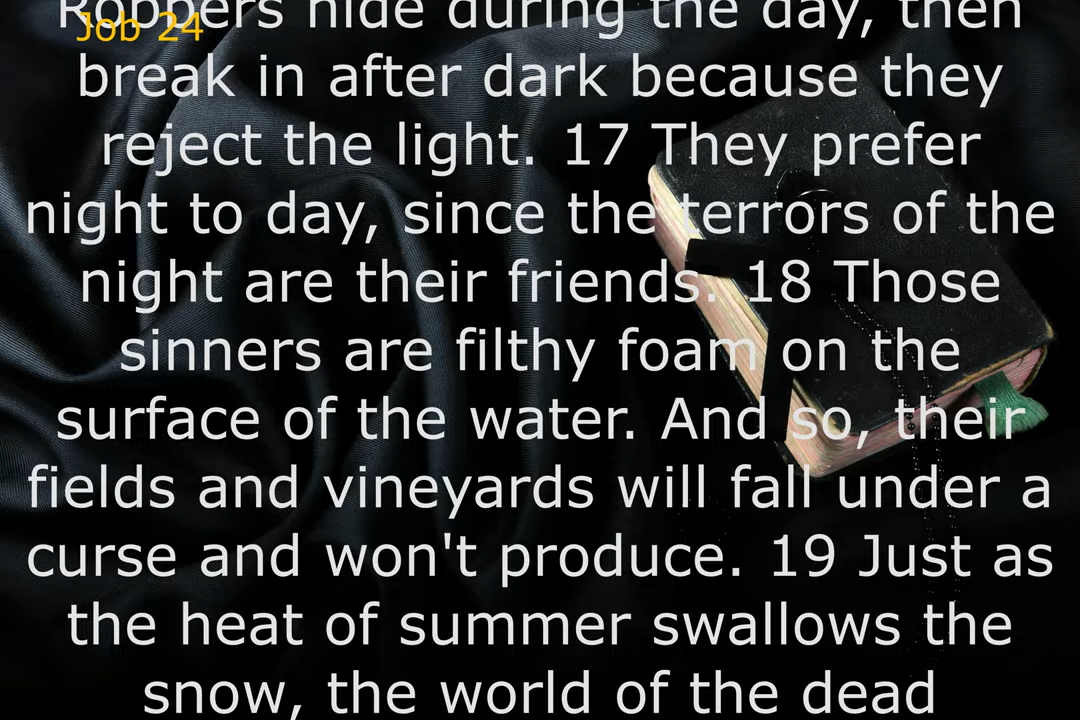 Robbers hide during the day, then
Job 24
break in after dark because they
reject the light. 17 They prefer
night to day, since the terrors of the
night are their friends. 18 Those
sinners are filthy foam on the
surface of the water. And so, their
fields and vineyards will fall under a
curse and won't produce. 19 Just as
the heat of summer swallows the
snow, the world of the dead